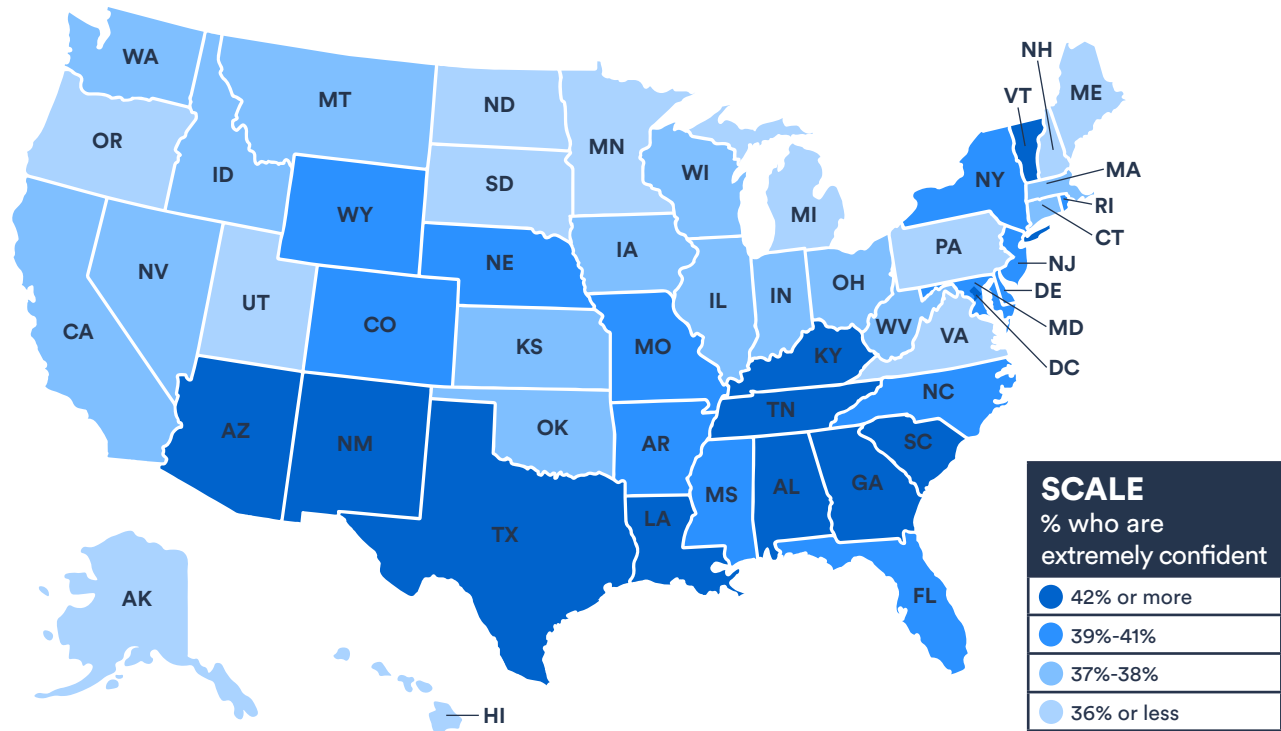 WA
MT
ND
MN
NH
VT
ME
OR
ID
SD
WI
MI
NY
MA
RI
CT
WY
NE
IA
PA
NJ
DE
MD
DC
NV
UT
CO
KS
MO
IL
IN
OH
WV
VA
CA
KY
TN
NC
AZ
NM
OK
AR
SC
MS
AL
GA
TX
LA
FL
AK
HI
SCALE
% who are
extremely confident
42% or more
39%-41%
37%-38%
36% or less